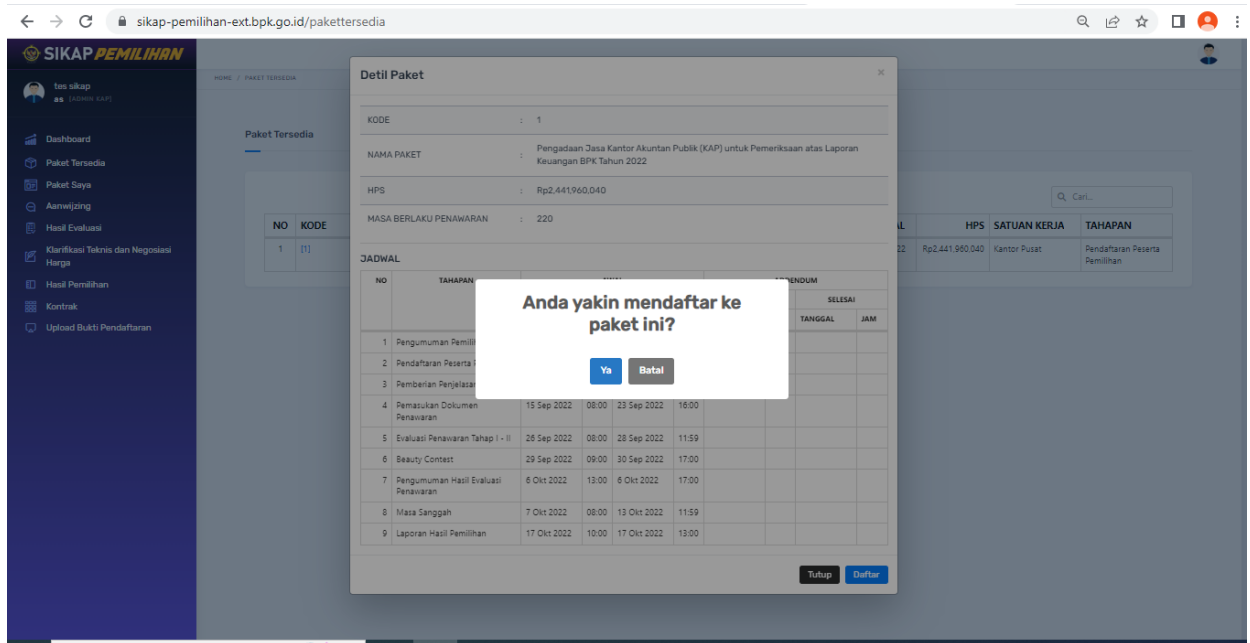 sikap-pemilihan-ext.bpk.go.id/pakettersedia
SIKAP PEMILIHAN
tes sikap
as [ADMIN KAP]
Dashboard
Paket Tersedia
Paket Saya
Aanwijzing
Hasil Evaluasi
Klarifikasi Teknis dan Negosiasi
Harga
Hasil Pemilihan
Kontrak
Upload Bukti Pendaftaran
HOME / PAKET TERSEDIA
Paket Tersedia
Cari...
NO KODE HPS SATUAN KERJA TAHAPAN
1 [1] Rp2,441,960,040 Kantor Pusat Pendaftaran Peserta
Pemilihan
Detil Paket ×
KODE : 1
NAMA PAKET : Pengadaan Jasa Kantor Akuntan Publik (KAP) untuk Pemeriksaan atas Laporan
Keuangan BPK Tahun 2022
HPS : Rp2,441,960,040
MASA BERLAKU PENAWARAN : 220
JADWAL
NO TAHAPAN
SELESAI
TANGGAL JAM
1 Pengumuman
2 Pendaftaran Peserta
3 Pemberian
4 Pemasukan Dokumen 15 Sep 2022 08:00 23 Sep 2022 16:00
Penawaran
5 Evaluasi Penawaran Tahap I - II 26 Sep 2022 08:00 28 Sep 2022 11:59
6 Beauty Contest 29 Sep 2022 09:00 30 Sep 2022 17:00
7 Pengumuman Hasil Evaluasi 6 Okt 2022 13:00 6 Okt 2022 17:00
Penawaran
8 Masa Sanggah 7 Okt 2022 08:00 13 Okt 2022 11:59
9 Laporan Hasil Pemilihan 17 Okt 2022 10:00 17 Okt 2022 13:00
Tutup Daftar
Anda yakin mendaftar ke
paket ini?
Ya Batal